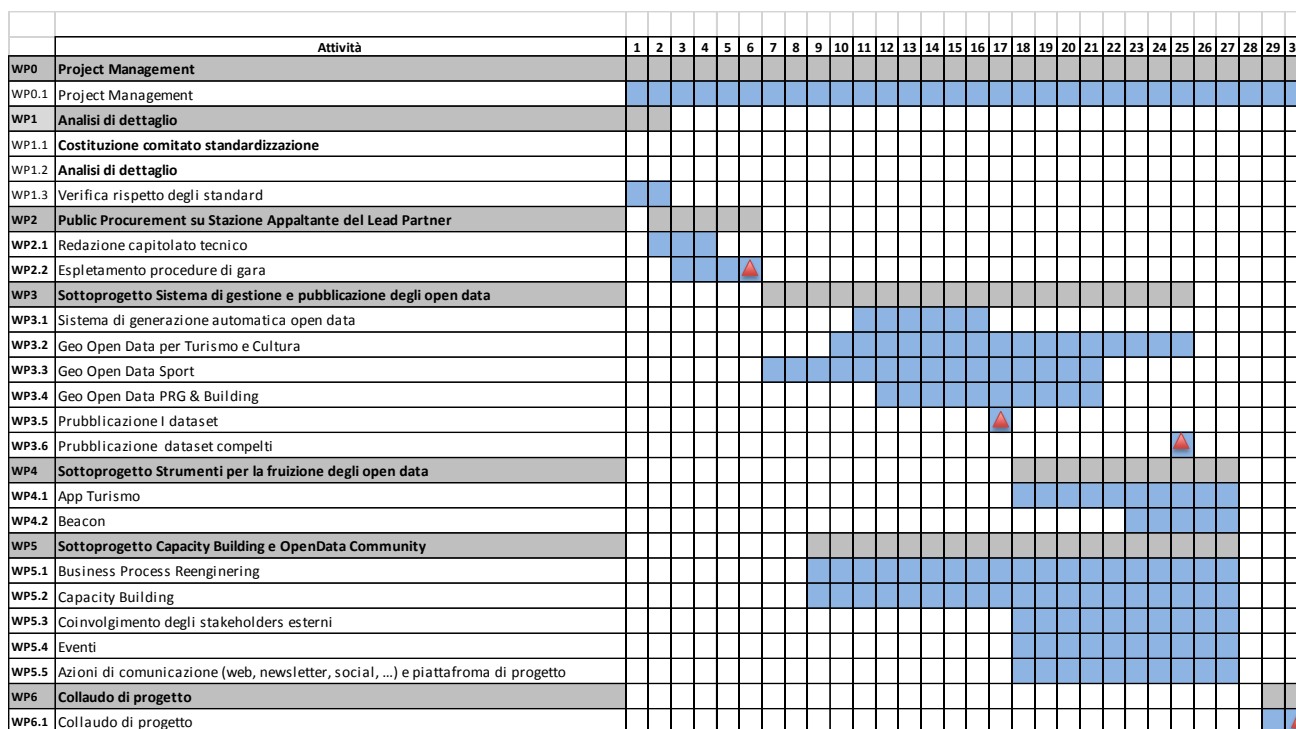 Attività 1 2 3 4 5 6 7 8 9 10 11 12 13 14 15 16 17 18 19 20 21 22 23 24 25 26 27 28 29
WP0 Project Management
WP0.1 Project Management
WP1 Analisi di dettaglio
WP1.1 Costituzione comitato standardizzazione
WP1.2 Analisi di dettaglio
WP1.3 Verifica rispetto degli standard
WP2 Public Procurement su Stazione Appaltante del Lead Partner
WP2.1 Redazione capitolato tecnico
WP2.2 Espletamento procedure di gara
WP3 Sottoprogetto Sistema di gestione e pubblicazione degli open data
WP3.1 Sistema di generazione automatica open data
WP3.2 Geo Open Data per Turismo e Cultura
WP3.3 Geo Open Data Sport
WP3.4 Geo Open Data PRG & Building
WP3.5 Prubblicazione I dataset
WP3.6 Prubblicazione dataset compelti
WP4 Sottoprogetto Strumenti per la fruizione degli open data
WP4.1 App Turismo
WP4.2 Beacon
WP5 Sottoprogetto Capacity Building e OpenData Community
WP5.1 Business Process Reenginering
WP5.2 Capacity Building
WP5.3 Coinvolgimento degli stakeholders esterni
WP5.4 Eventi
WP5.5 Azioni di comunicazione (web, newsletter, social, ...) e piattafroma di progetto
WP6 Collaudo di progetto
WP6.1 Collaudo di progetto